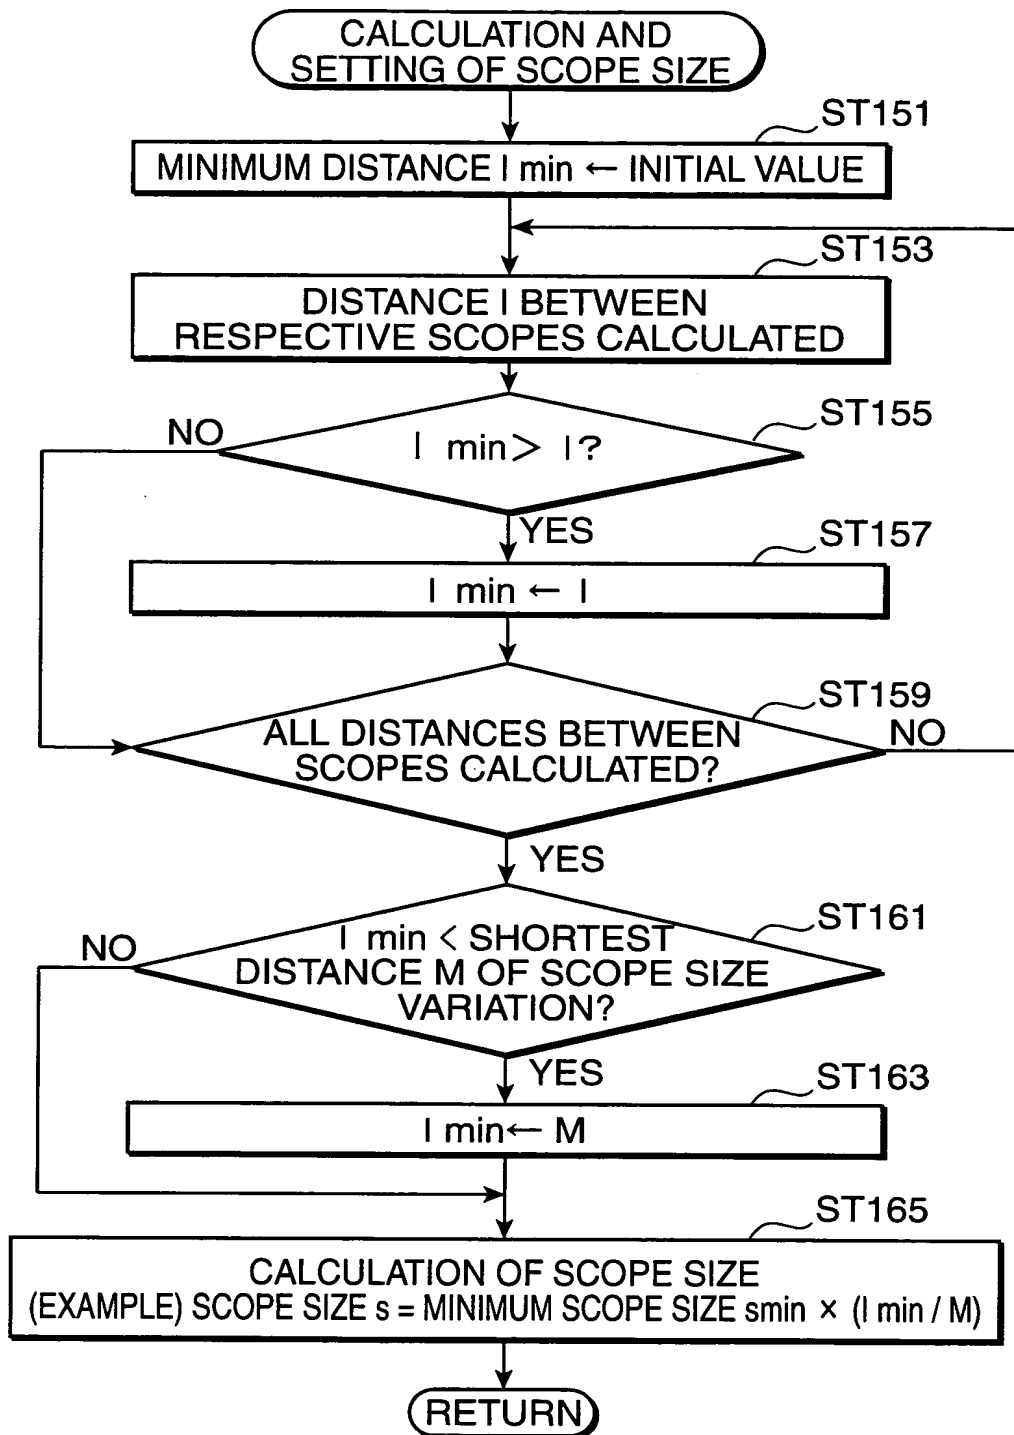 CALCULATION AND
SETTING OF SCOPE SIZE
ST151
MINIMUM DISTANCE l min ← INITIAL VALUE
ST153
DISTANCE l BETWEEN
RESPECTIVE SCOPES CALCULATED
ST155
NO
l min > l?
YES
ST157
l min ← l
ST159
ALL DISTANCES BETWEEN
SCOPES CALCULATED?
NO
YES
ST161
NO
l min < SHORTEST
DISTANCE M OF SCOPE SIZE
VARIATION?
YES
ST163
l min ← M
ST165
CALCULATION OF SCOPE SIZE
(EXAMPLE) SCOPE SIZE s = MINIMUM SCOPE SIZE smin × (l min / M)
RETURN